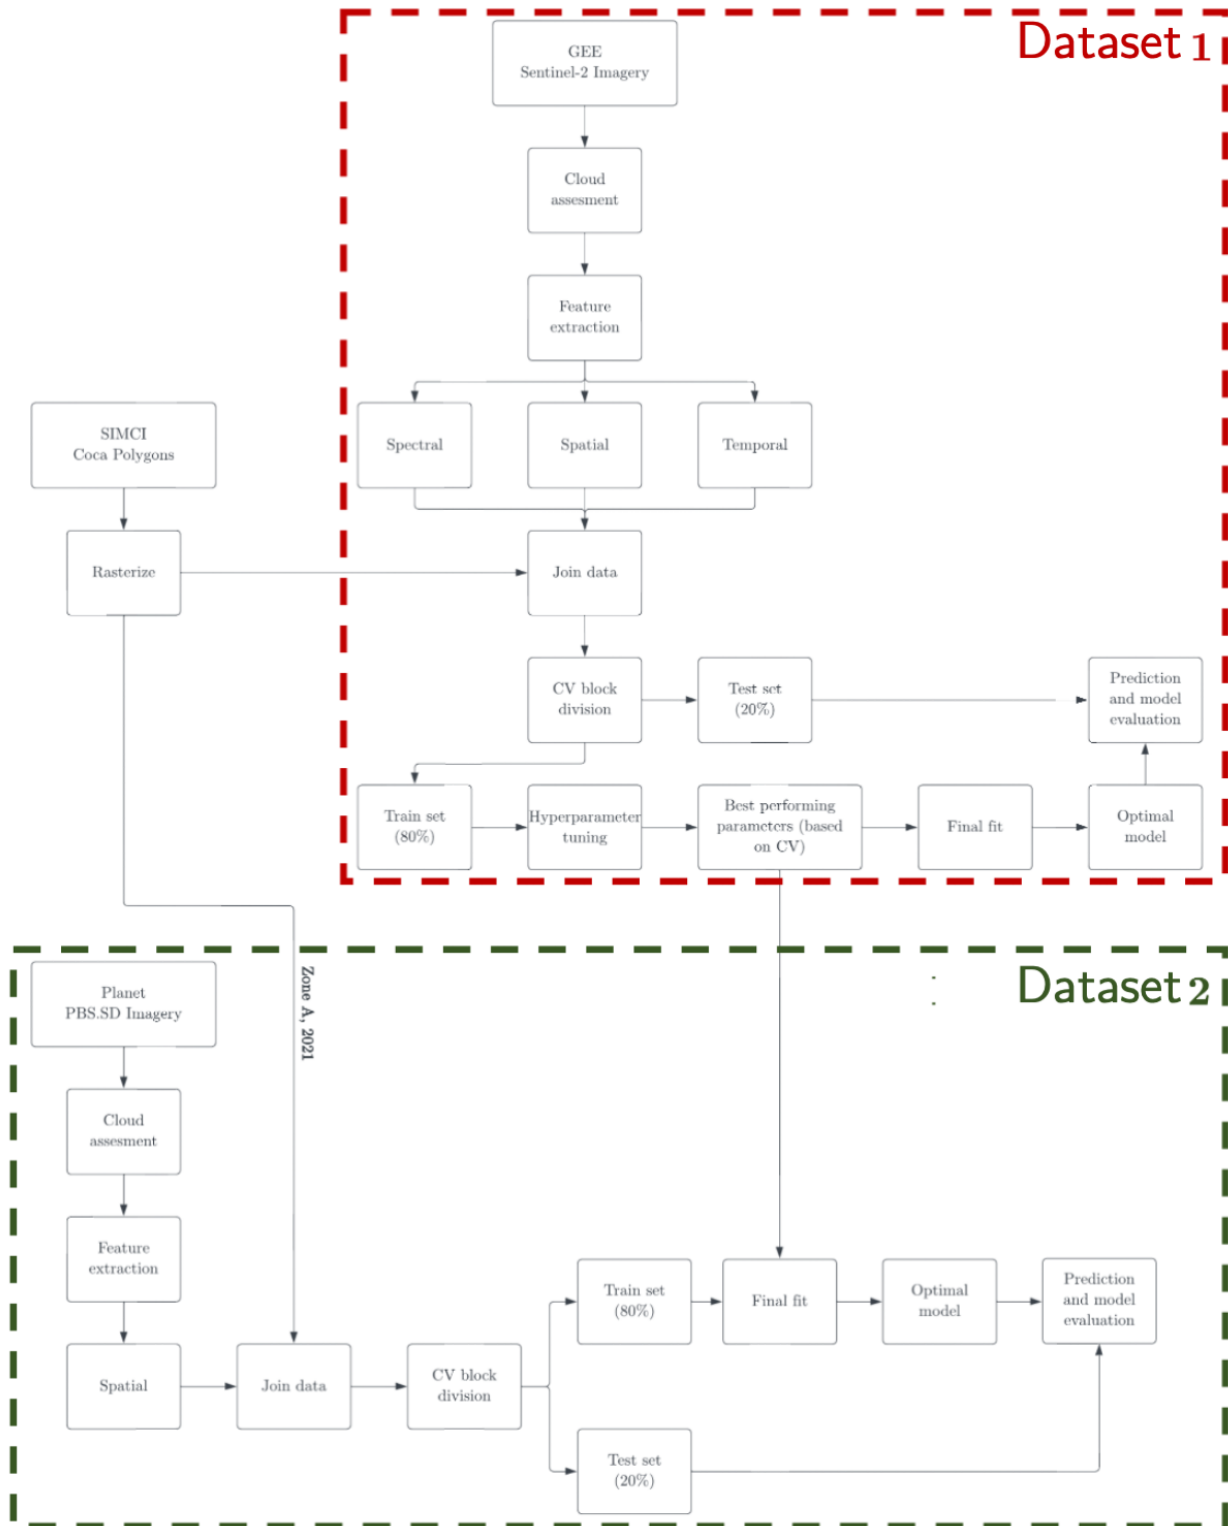 Dataset 1
GEE
Sentinel-2 Imagery
Cloud
assesment
Feature
extraction
Spectral
Spatial
Temporal
SIMCI
Coca Polygons
Rasterize
Join data
CV block
division
Test set
(20%)
Prediction
and model
evaluation
Train set
(80%)
Hyperparameter
tuning
Best performing
parameters (based
on CV)
Final fit
Optimal
model
Dataset 2
Planet
PBS.SD Imagery
Zone A, 2021
Cloud
assesment
Feature
extraction
Spatial
Join data
CV block
division
Train set
(80%)
Final fit
Optimal
model
Prediction
and model
evaluation
Test set
(20%)